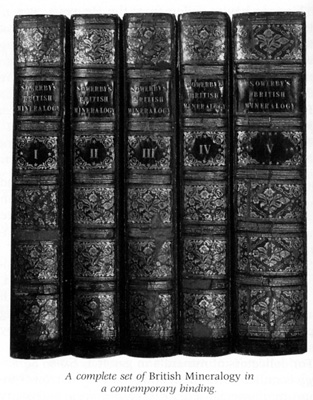 SOWERBY'S
BRITISH
MINERALOGY
I
SOWERBY'S
BRITISH
MINERALOGY
II
SOWERBY'S
BRITISH
MINERALOGY
III
SOWERBY'S
BRITISH
MINERALOGY
IV
SOWERBY'S
BRITISH
MINERALOGY
V
A complete set of British Mineralogy in
a contemporary binding.